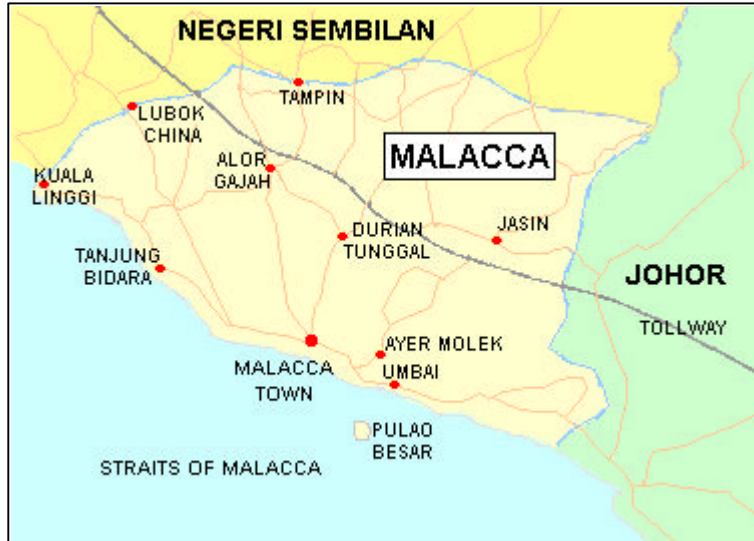 NEGERI SEMBILAN
TAMPIN
LUBOK
CHINA
MALACCA
ALOR
GAJAH
KUALA
LINGGI
DURIAN
TUNGGAL
JASIN
TANJUNG
BIDARA
JOHOR
TOLLWAY
AYER MOLEK
MALACCA
TOWN
UMBAI
PULAO
BESAR
STRAITS OF MALACCA